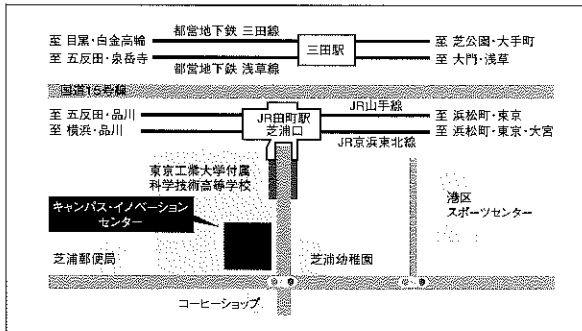 都営地下鉄 三田線
至 目黒・白金高輪
三田駅
至 芝公園・大手町
至 五反田・泉岳寺
至 大門・浅草
都営地下鉄 浅草線
国道15号線
JR山手線
至 五反田・品川
JR田町駅
芝浦口
至 浜松町・東京
至 横浜・品川
至 浜松町・東京・大宮
JR京浜東北線
東京工業大学付属
科学技術高等学校
港区
スポーツセンター
キャンパス・イノベーション
センター
芝浦郵便局
芝浦幼稚園
コーヒーショップ